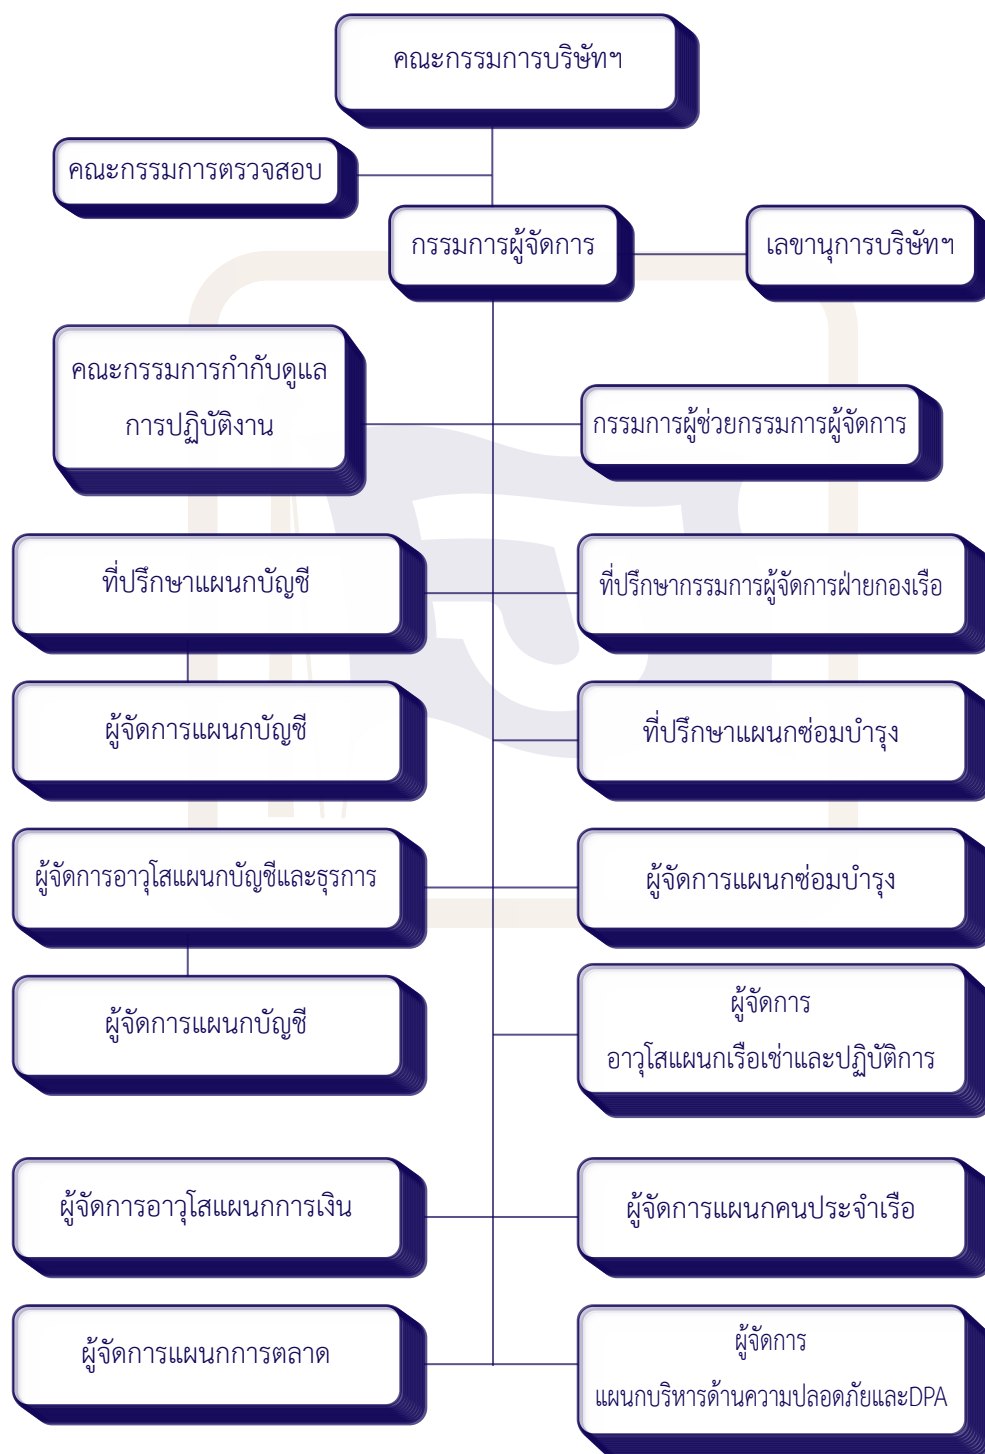 คณะกรรมการบริษัทฯ
คณะกรรมการตรวจสอบ
กรรมการผู้จัดการ
เลขานุการบริษัทฯ
คณะกรรมการกำกับดูแล
การปฏิบัติงาน
กรรมการผู้ช่วยกรรมการผู้จัดการ
ที่ปรึกษาแผนกบัญชี
ที่ปรึกษากรรมการผู้จัดการฝ่ายกองเรือ
ผู้จัดการแผนกบัญชี
ที่ปรึกษาแผนกซ่อมบำรุง
ผู้จัดการอาวุโสแผนกบัญชีและธุรการ
ผู้จัดการแผนกซ่อมบำรุง
ผู้จัดการแผนกบัญชี
ผู้จัดการ
อาวุโสแผนกเรือเช่าและปฏิบัติการ
ผู้จัดการอาวุโสแผนกการเงิน
ผู้จัดการแผนกคนประจำเรือ
ผู้จัดการแผนกการตลาด
ผู้จัดการ
แผนกบริหารด้านความปลอดภัยและDPA